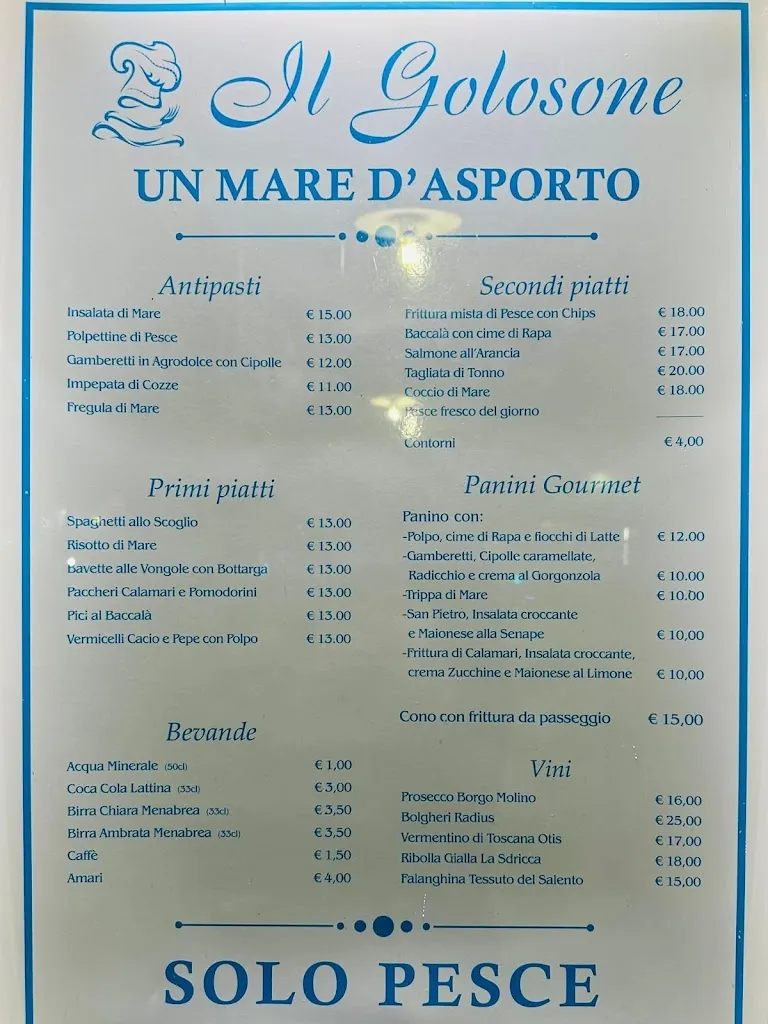 Il Golosone
UN MARE D'ASPORTO
Antipasti
Insalata di Mare € 15.00
Polpettine di Pesce € 13.00
Gamberetti in Agrodolce con Cipolle € 12.00
Impepata di Cozze € 11.00
Fregula di Mare € 13.00
Primi piatti
Spaghetti allo Scoglio € 13.00
Risotto di Mare € 13.00
Bavette alle Vongole con Bottarga € 13.00
Paccheri Calamari e Pomodorini € 13.00
Pici al Baccalà € 13.00
Vermicelli Cacio e Pepe con Polpo € 13.00
Bevande
Acqua Minerale (50cl) € 1,00
Coca Cola Lattina (33cl) € 3,00
Birra Chiara Menabrea (33cl) € 3,50
Birra Ambrata Menabrea (33cl) € 3,50
Caffè € 1,50
Amari € 4,00
Secondi piatti
Frittura mista di Pesce con Chips € 18.00
Baccalà con cime di Rapa € 17.00
Salmone all'Arancia € 17.00
Tagliata di Tonno € 20.00
Coccio di Mare € 18.00
Pesce fresco del giorno
Contorni € 4,00
Panini Gourmet
Panino con:
-Polpo, cime di Rapa e fiocchi di Latte € 12.00
-Gamberetti, Cipolle caramellate,
Radicchio e crema al Gorgonzola € 10.00
-Trippa di Mare € 10.00
-San Pietro, Insalata croccante
e Maionese alla Senape € 10,00
-Frittura di Calamari, Insalata croccante,
crema Zucchine e Maionese al Limone € 10,00
Cono con frittura da passeggio € 15,00
Vini
Prosecco Borgo Molino € 16,00
Bolgheri Radius € 25,00
Vermentino di Toscana Otis € 17,00
Ribolla Gialla La Sdricca € 18,00
Falanghina Tessuto del Salento € 15,00
SOLO PESCE